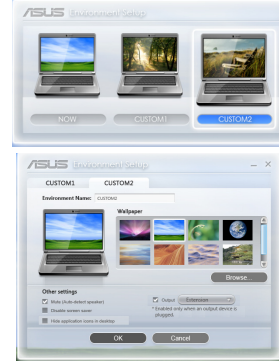 ASUS Environment Setup
NOW
CUSTOM1
CUSTOM2
ASUS Environment Setup
CUSTOM1
CUSTOM2
Environment Name: CUSTOM2
Wallpaper
Browse...
Other settings
Mute (Auto-detect speaker)
Disable screen saver
Hide application icons in desktop
Output
Extension
* Enabled only when an output device is
plugged.
OK
Cancel